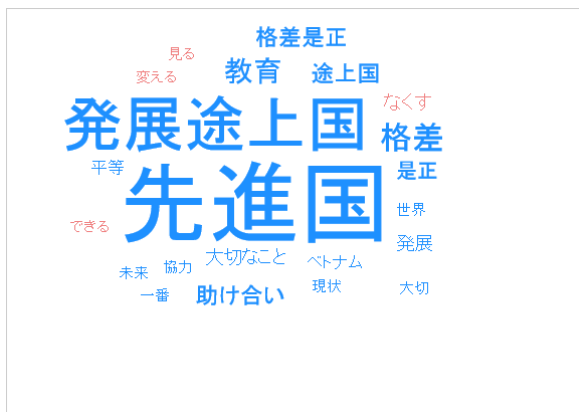 格差是正
見る
変える
教育
途上国
なくす
発展途上国
格差
平等
先進国
是正
世界
できる
発展
大切なこと
ベトナム
未来
協力
現状
大切
一番
助け合い